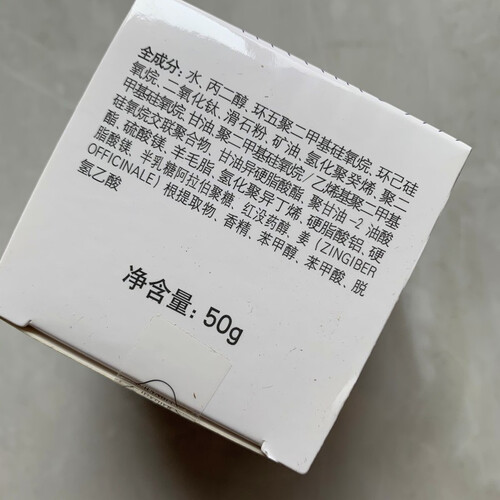 全成分: 水、丙二醇、环五聚二甲基硅氧烷、环己硅
氧烷、二氧化钛、滑石粉、矿油、氢化聚癸烯、聚二
甲基硅氧烷、甘油、聚二甲基硅氧烷/乙烯基聚二甲基
硅氧烷交联聚合物、甘油异硬脂酸酯、聚甘油-2 油酸
酯、硫酸镁、羊毛脂、氢化聚异丁烯、硬脂酸铝、硬
脂酸镁、半乳糖阿拉伯聚糖、红没药醇、姜（ZINGIBER
OFFICINALE）根提取物、香精、苯甲醇、苯甲酸、脱
氢乙酸
净含量: 50g